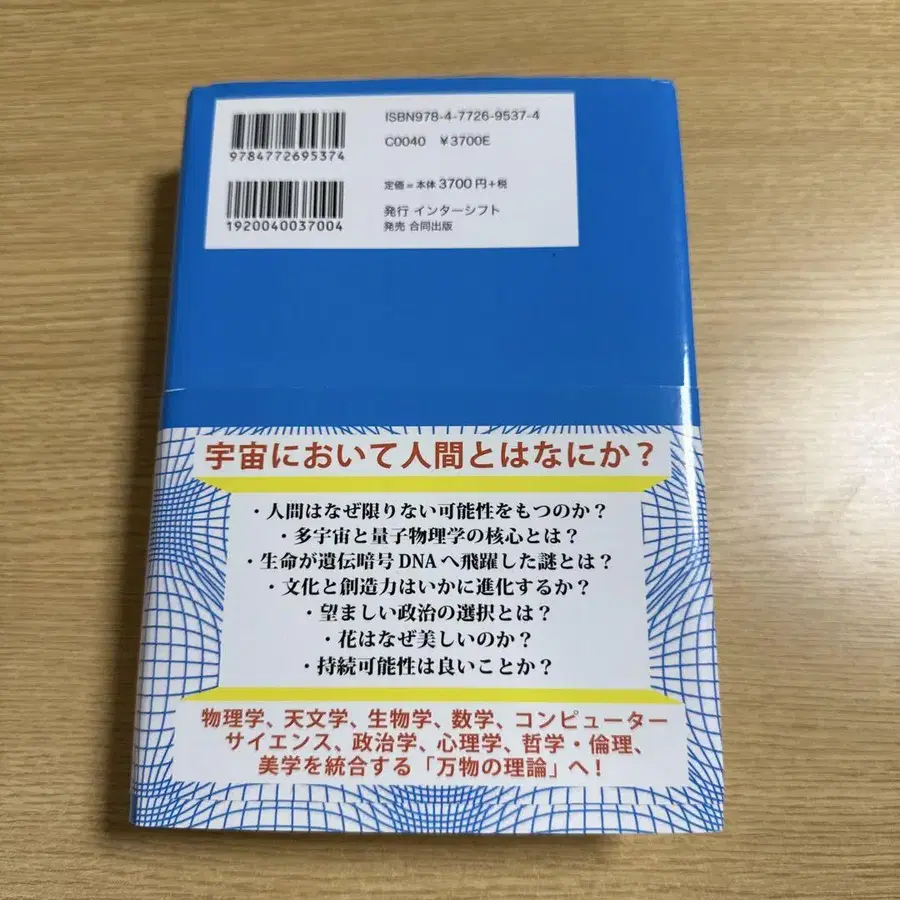 ISBN978-4-7726-9537-4
9784772695374
C0040 ¥3700E
定価=本体 3700円+税
1920040037004
発行 インターシフト
発売 合同出版
宇宙において人間とはなにか？
・人間はなぜ限りない可能性をもつのか？
・多宇宙と量子物理学の核心とは？
・生命が遺伝暗号DNAへ飛躍した謎とは？
・文化と創造力はいかに進化するか？
・望ましい政治の選択とは？
・花はなぜ美しいのか？
・持続可能性は良いことか？
物理学、天文学、生物学、数学、コンピューター
サイエンス、政治学、心理学、哲学・倫理、
美学を統合する「万物の理論」へ！